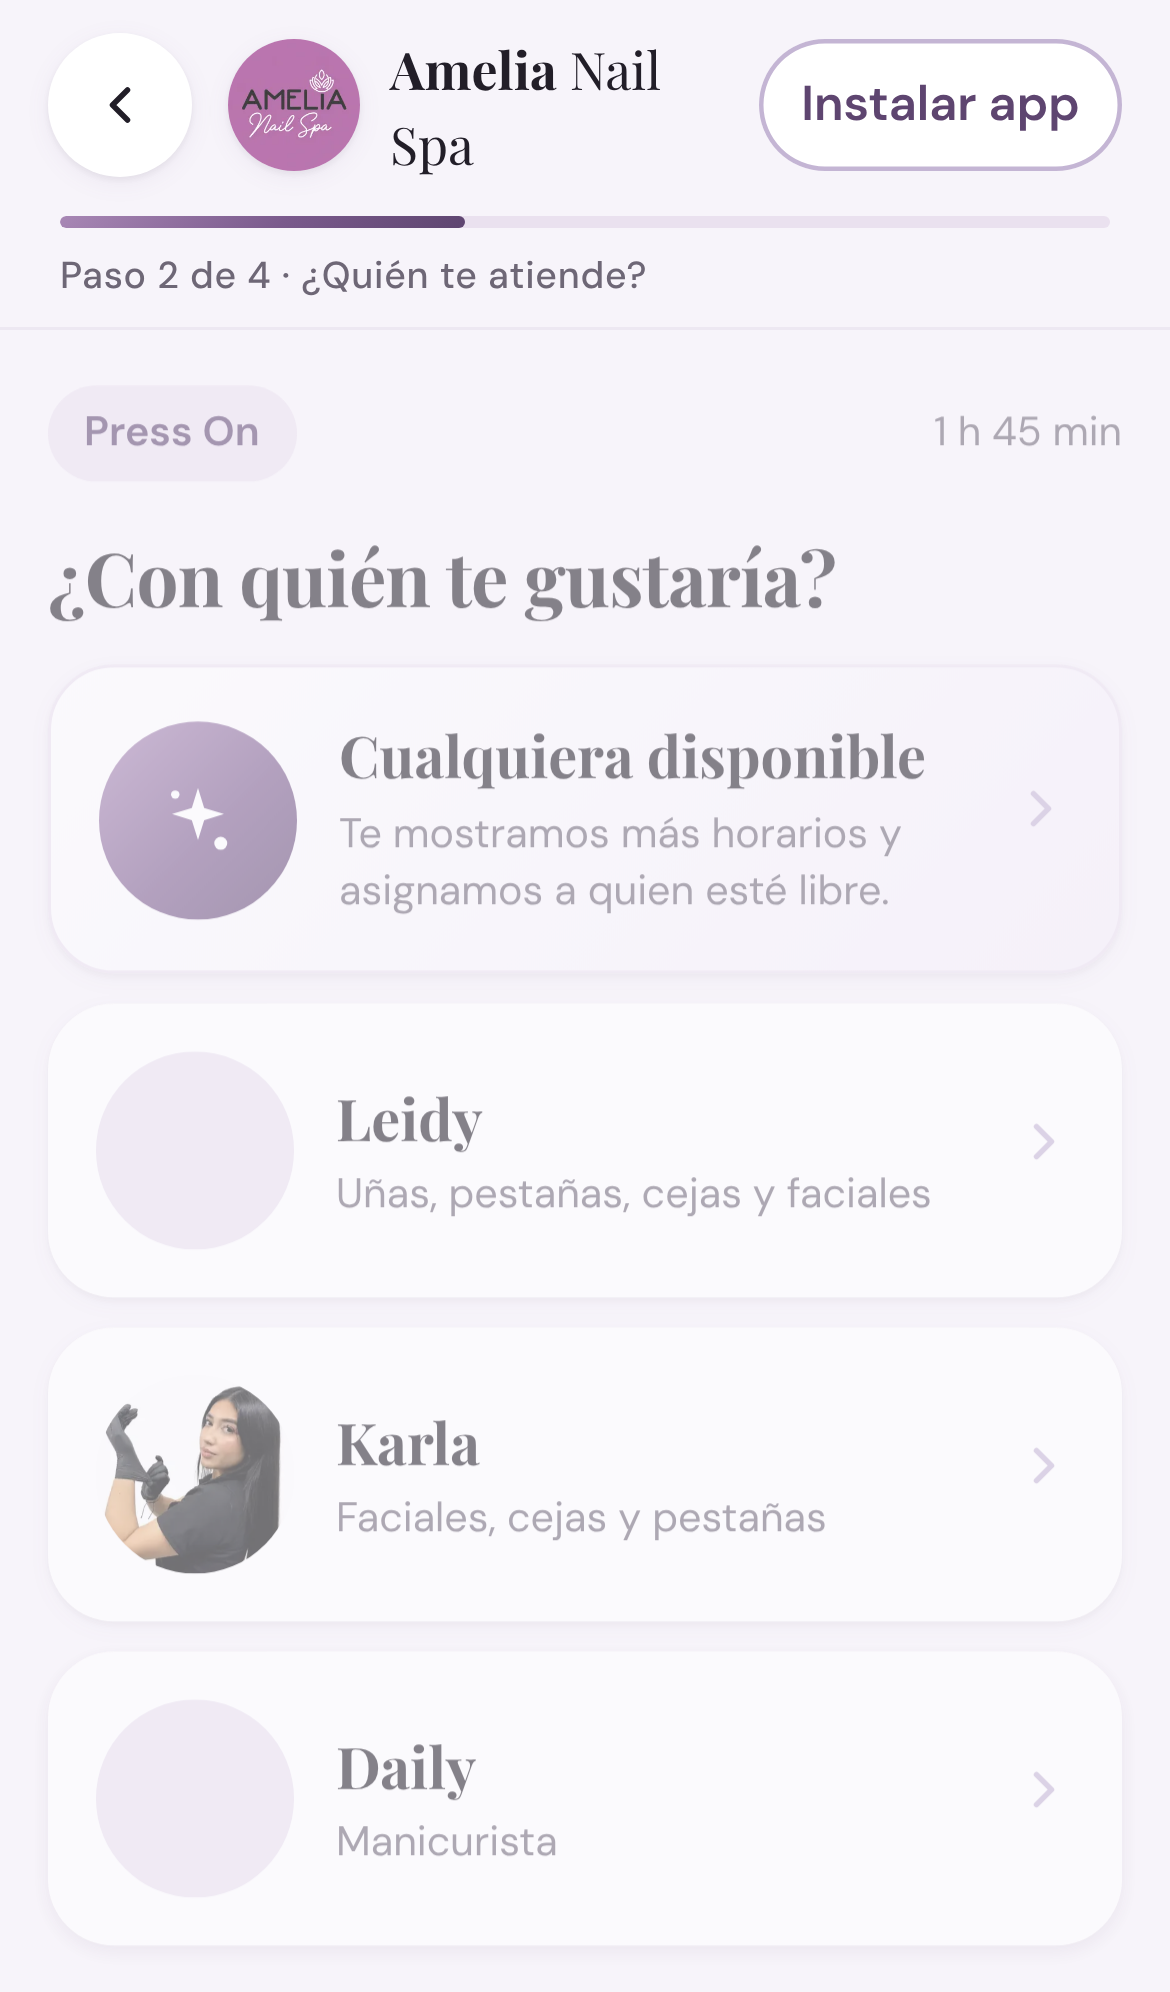 AMELIA
Nail Spa
Amelia Nail
Spa
Instalar app
Paso 2 de 4 · ¿Quién te atiende?
Press On
1 h 45 min
¿Con quién te gustaría?
Cualquiera disponible
Te mostramos más horarios y
asignamos a quien esté libre.
Leidy
Uñas, pestañas, cejas y faciales
Karla
Faciales, cejas y pestañas
Daily
Manicurista